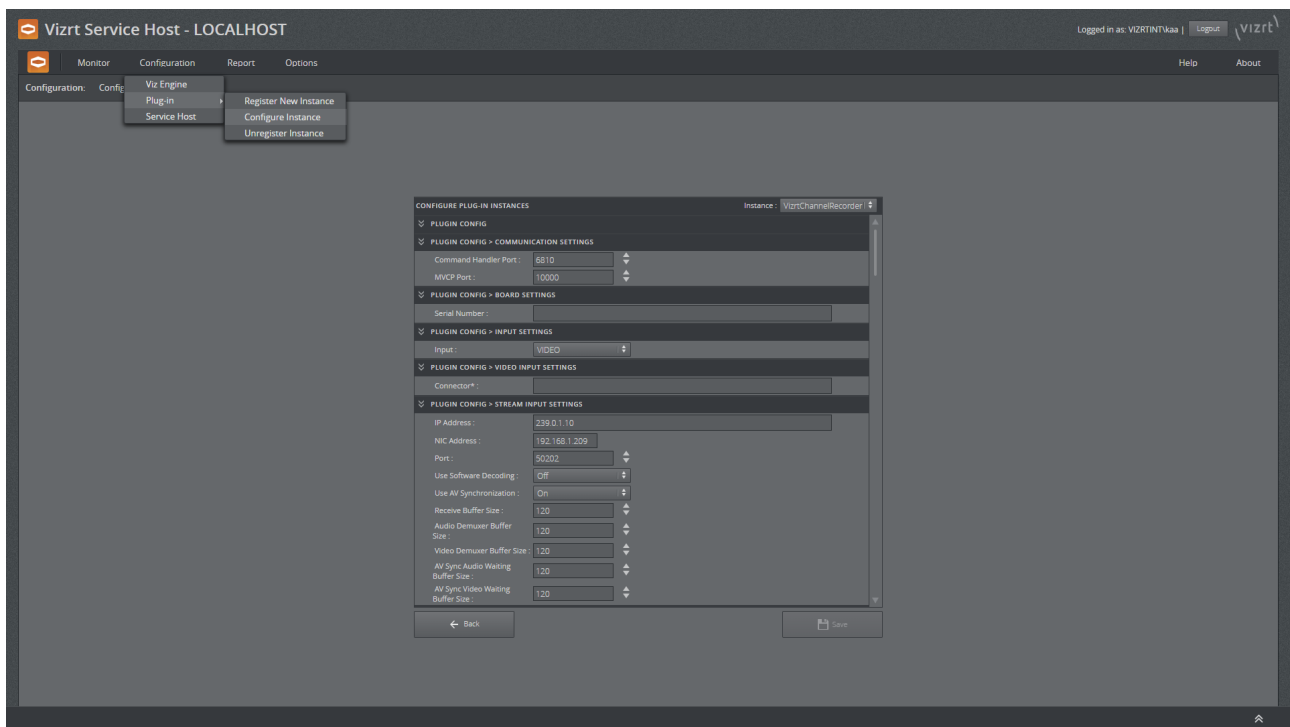 Vizrt Service Host - LOCALHOST
Logged in as: VIZRTINT\kaa | Logout vizrt
Monitor Configuration Report Options Help About
Configuration: Config
Viz Engine
Plug-in
Service Host
Register New Instance
Configure Instance
Unregister Instance
CONFIGURE PLUG-IN INSTANCES Instance : VizrtChannelRecorder
PLUGIN CONFIG
PLUGIN CONFIG > COMMUNICATION SETTINGS
Command Handler Port : 6810
MVCP Port : 10000
PLUGIN CONFIG > BOARD SETTINGS
Serial Number :
PLUGIN CONFIG > INPUT SETTINGS
Input : VIDEO
PLUGIN CONFIG > VIDEO INPUT SETTINGS
Connector* :
PLUGIN CONFIG > STREAM INPUT SETTINGS
IP Address : 239.0.1.10
NIC Address : 192.168.1.209
Port : 50202
Use Software Decoding : Off
Use AV Synchronization : On
Receive Buffer Size : 120
Audio Demuxer Buffer
Size : 120
Video Demuxer Buffer Size : 120
AV Sync Audio Waiting
Buffer Size : 120
AV Sync Video Waiting
Buffer Size : 120
Back Save